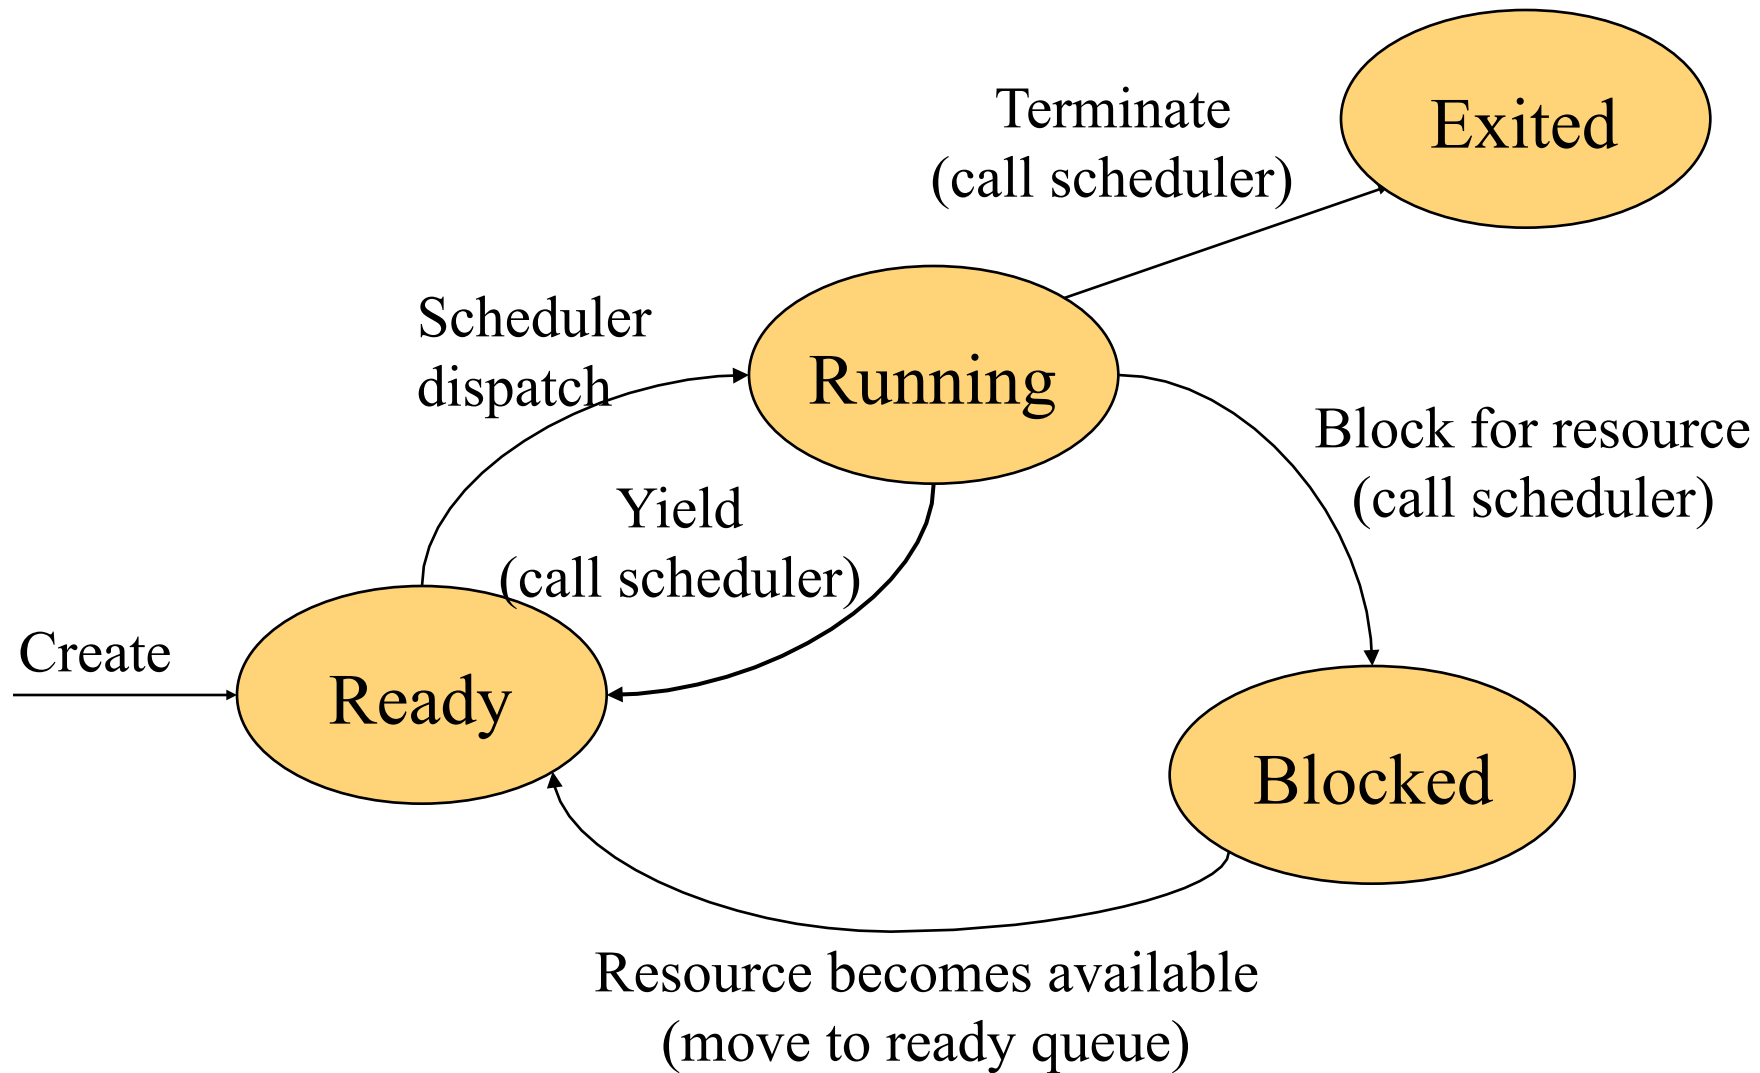 Terminate
(call scheduler)
Exited
Scheduler
dispatch
Running
Block for resource
(call scheduler)
Yield
(call scheduler)
Create
Ready
Blocked
Resource becomes available
(move to ready queue)